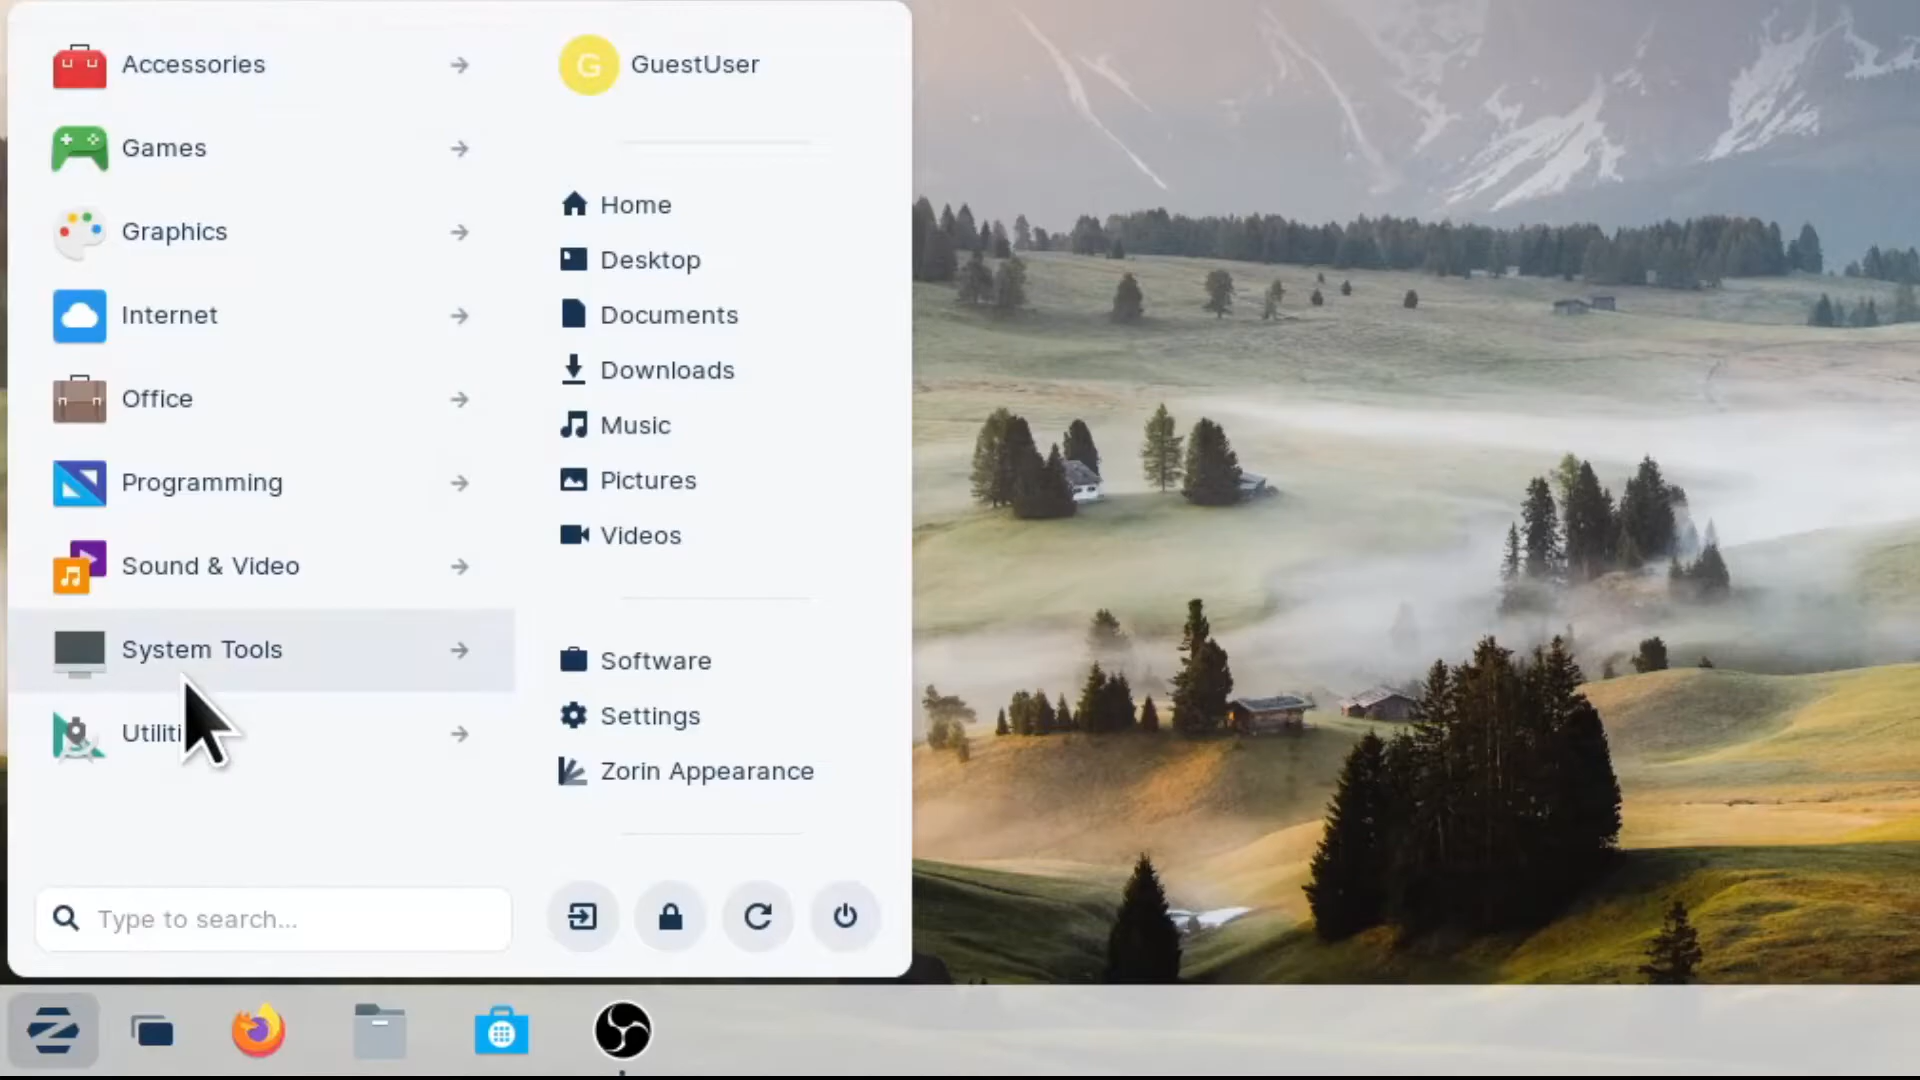 Accessories
Games
Graphics
Internet
Office
Programming
Sound & Video
System Tools
Type to search...
G GuestUser
Home
Desktop
Documents
Downloads
Music
Pictures
Videos
Software
Settings
Zorin Appearance